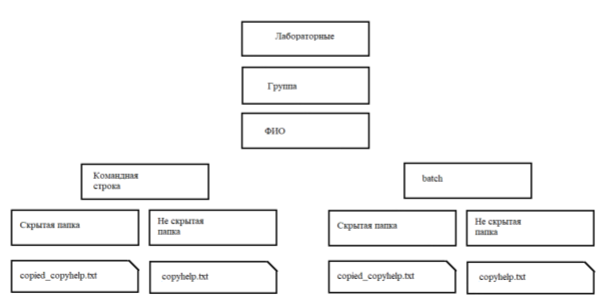 Лабораторные
Группа
ФИО
Командная
строка
batch
Скрытая папка
Не скрытая
папка
Скрытая папка
Не скрытая
папка
copied_copyhelp.txt
copyhelp.txt
copied_copyhelp.txt
copyhelp.txt